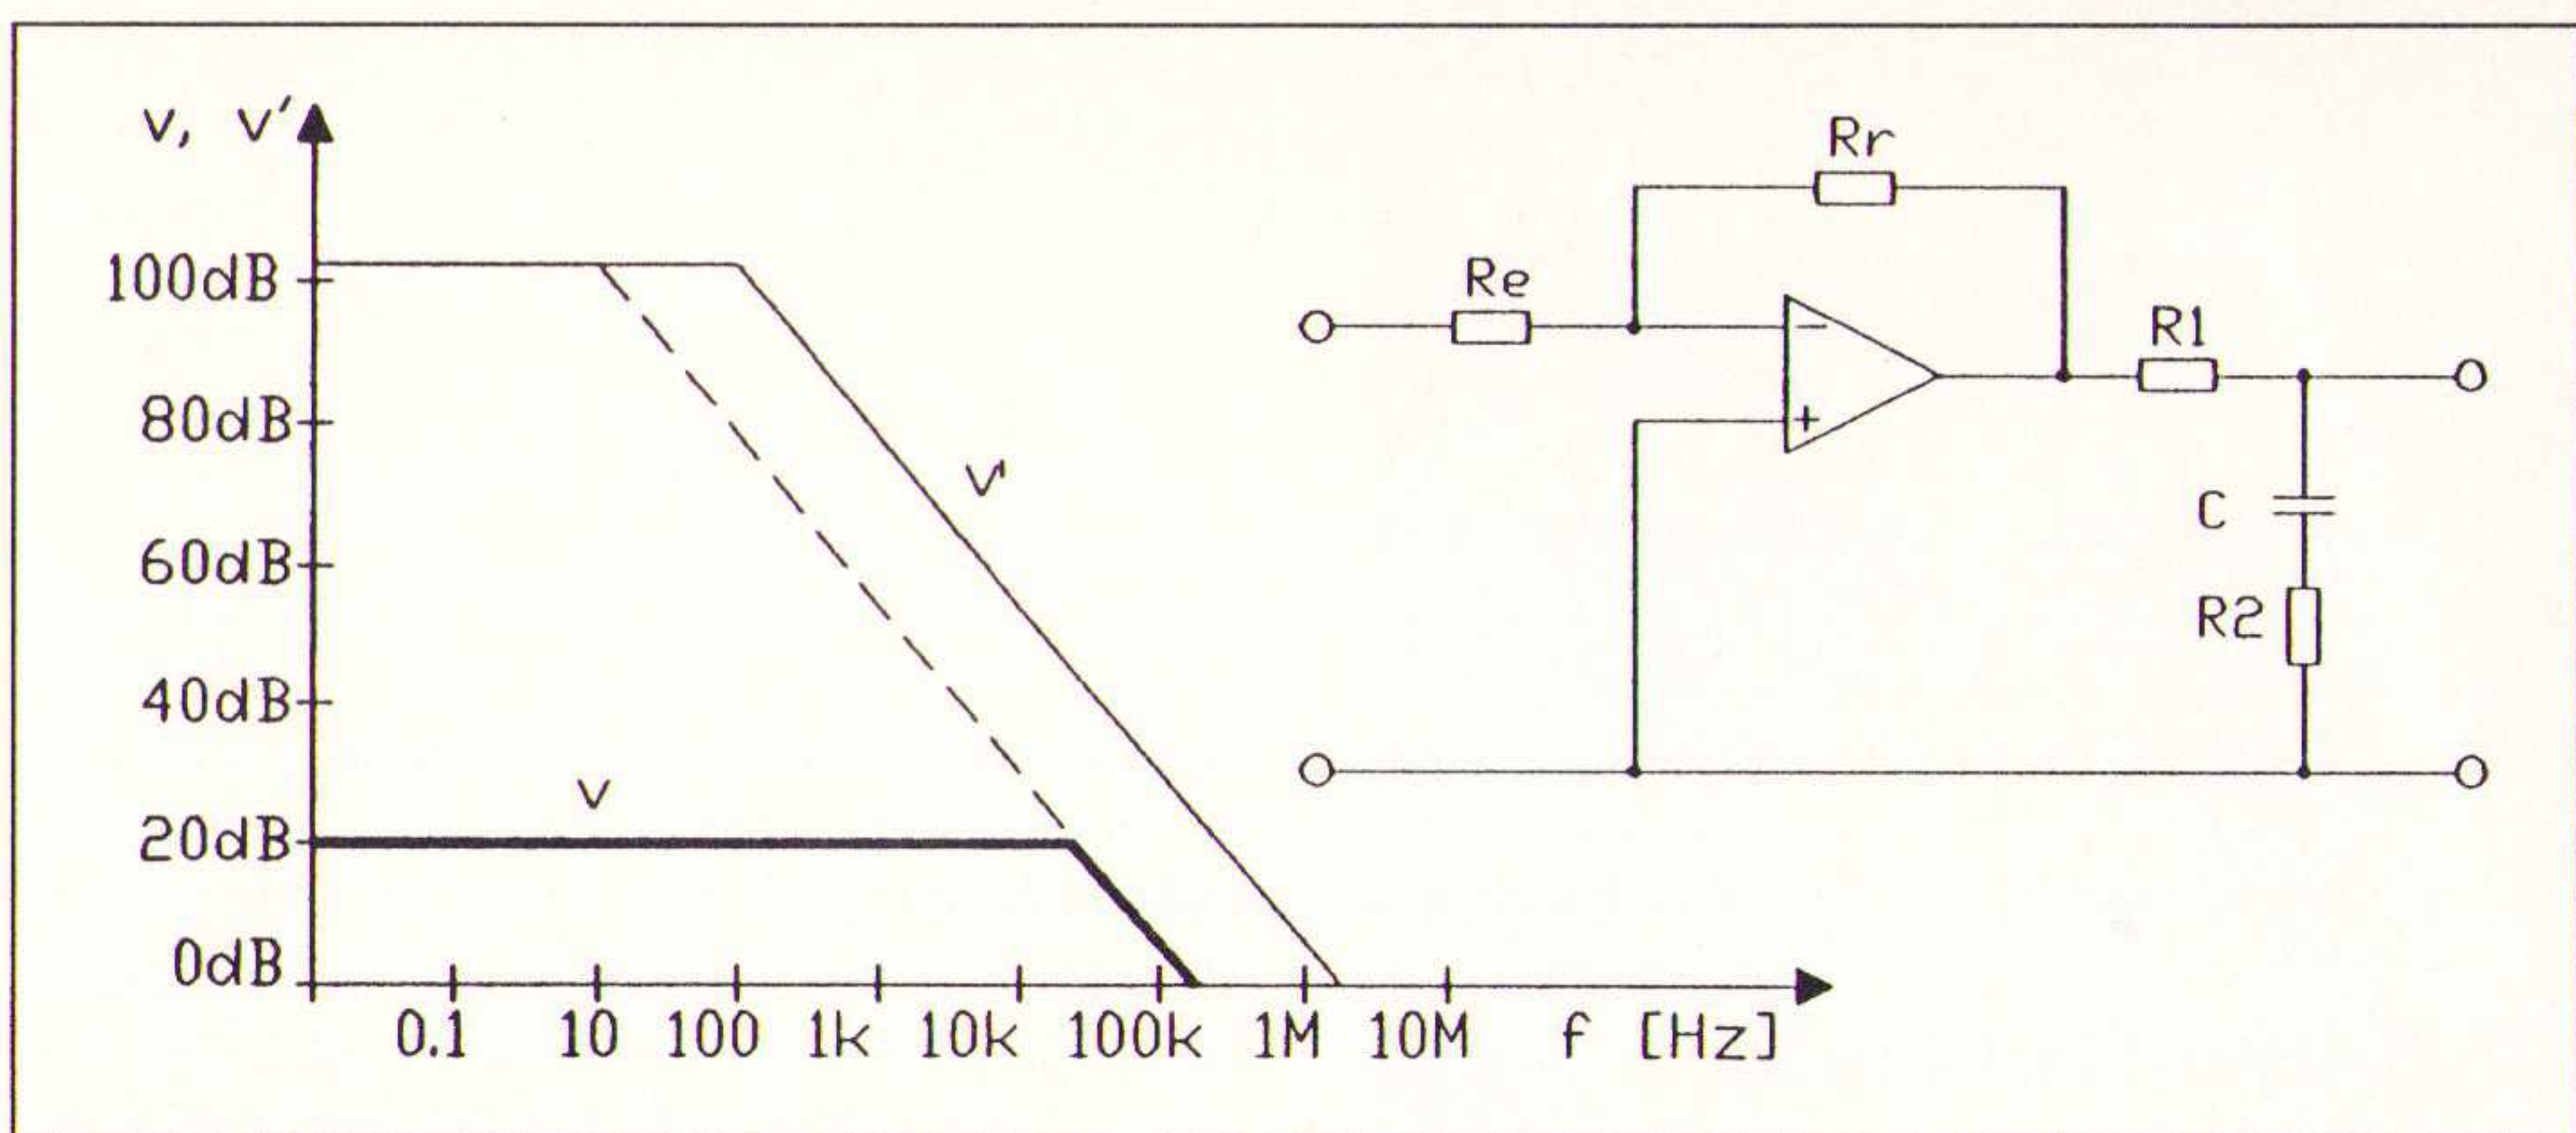 v, v'
100dB
80dB
60dB
40dB
20dB
0dB
v'
v
0.1 10 100 1k 10k 100k 1M 10M f [Hz]
Rr
Re
R1
−
+
C
R2